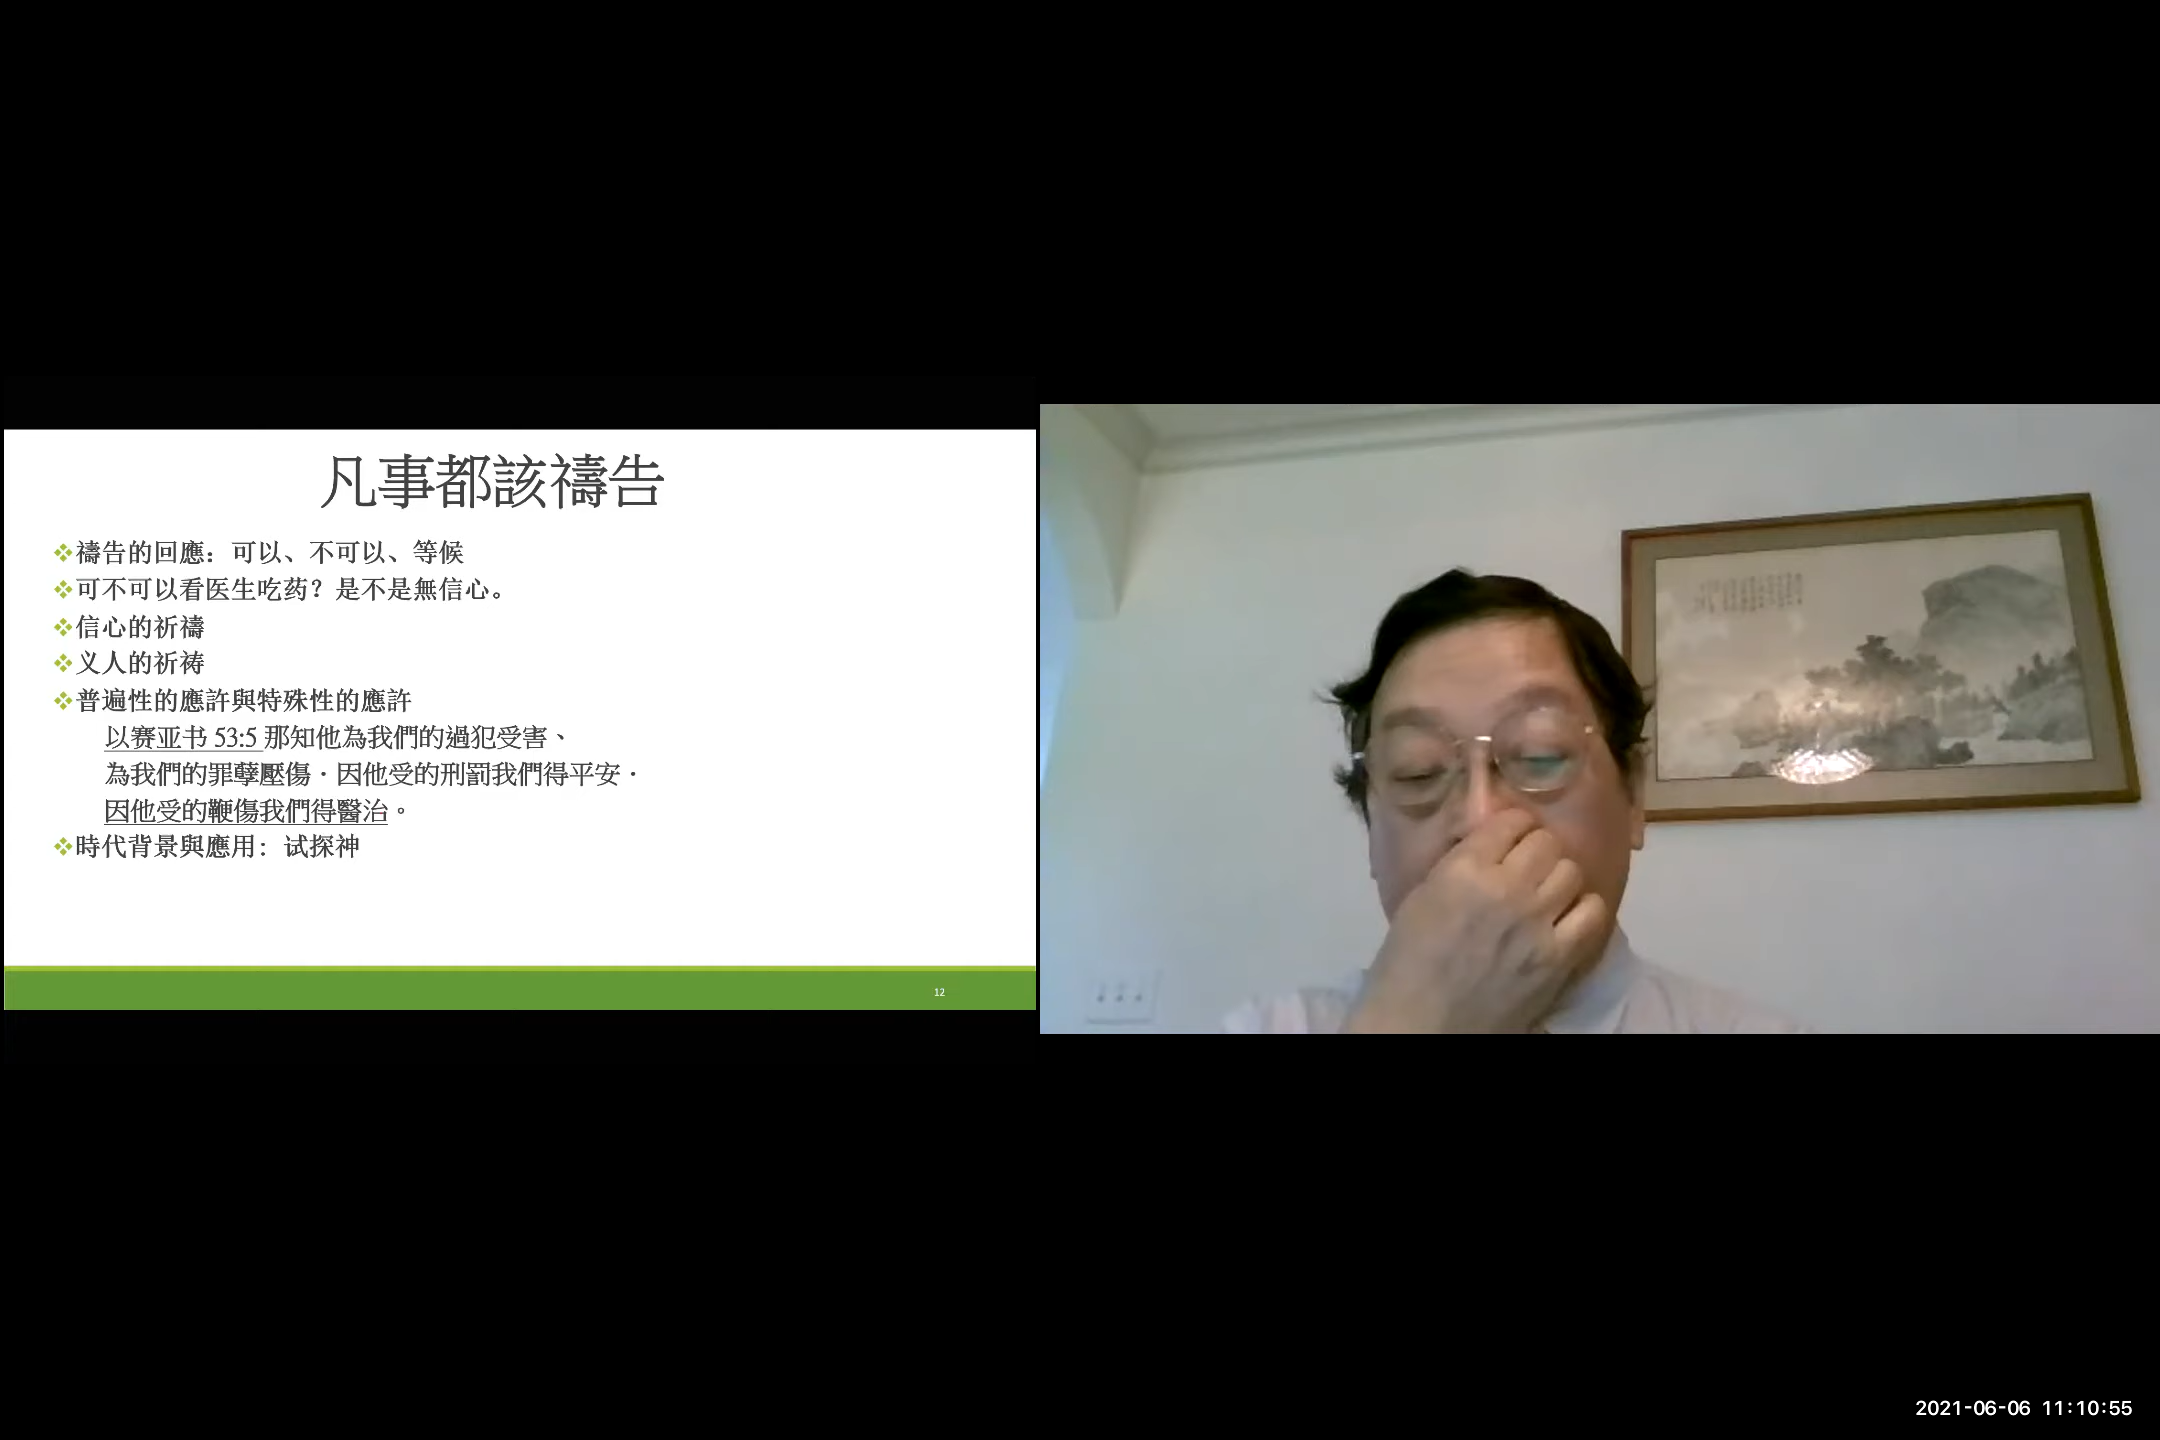 凡事都該禱告
禱告的回應：可以、不可以、等候
可不可以看医生吃药？是不是無信心。
信心的祈禱
义人的祈祷
普遍性的應許與特殊性的應許
以赛亚书 53:5 那知他為我們的過犯受害、
為我們的罪孽壓傷．因他受的刑罰我們得平安．
因他受的鞭傷我們得醫治。
時代背景與應用：试探神
12
2021-06-06 11:10:55